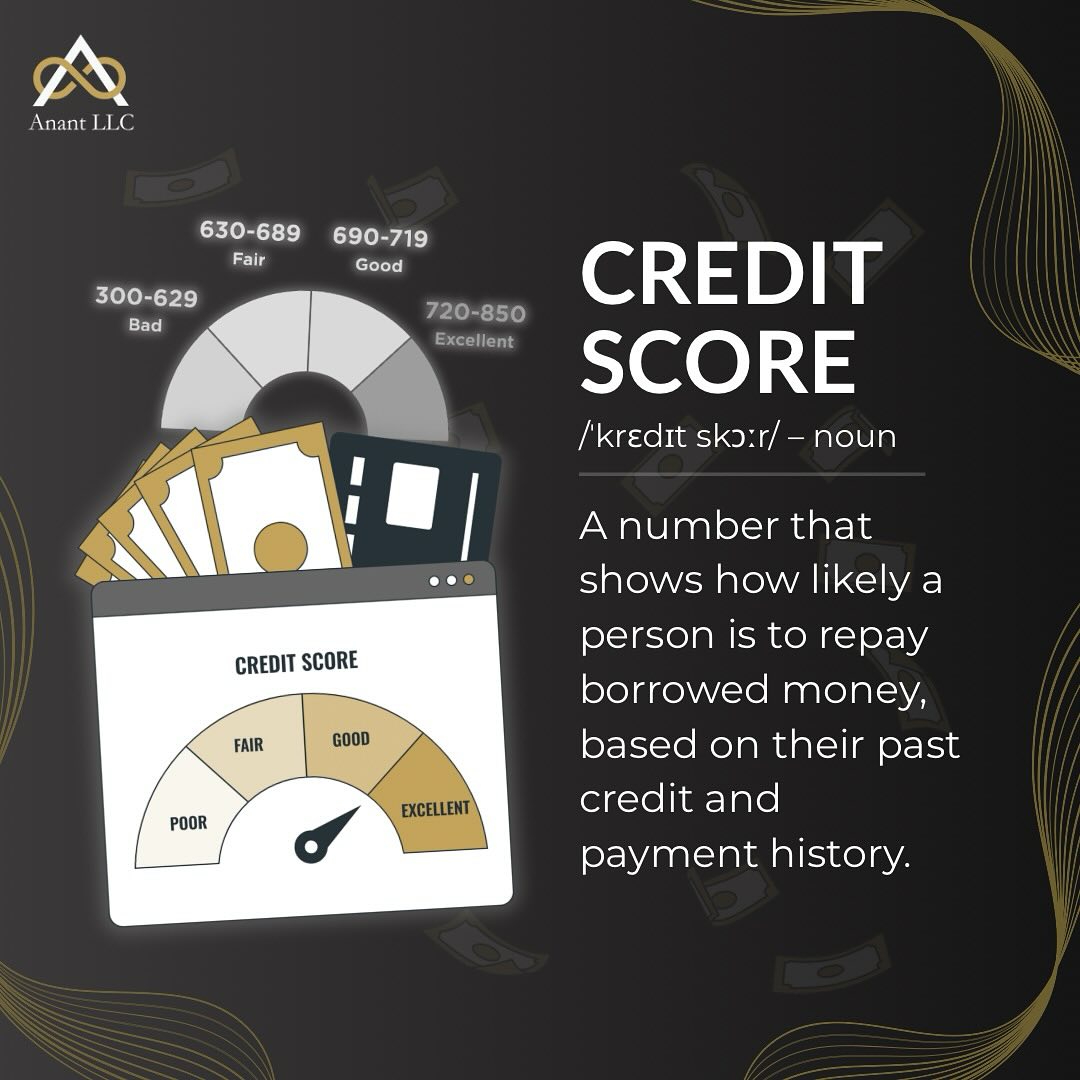 Anant LLC
630-689
Fair
690-719
Good
300-629
Bad
720-850
Excellent
CREDIT SCORE
POOR
FAIR
GOOD
EXCELLENT
CREDIT
SCORE
/ˈkrɛdɪt skɔːr/ – noun
A number that
shows how likely a
person is to repay
borrowed money,
based on their past
credit and
payment history.